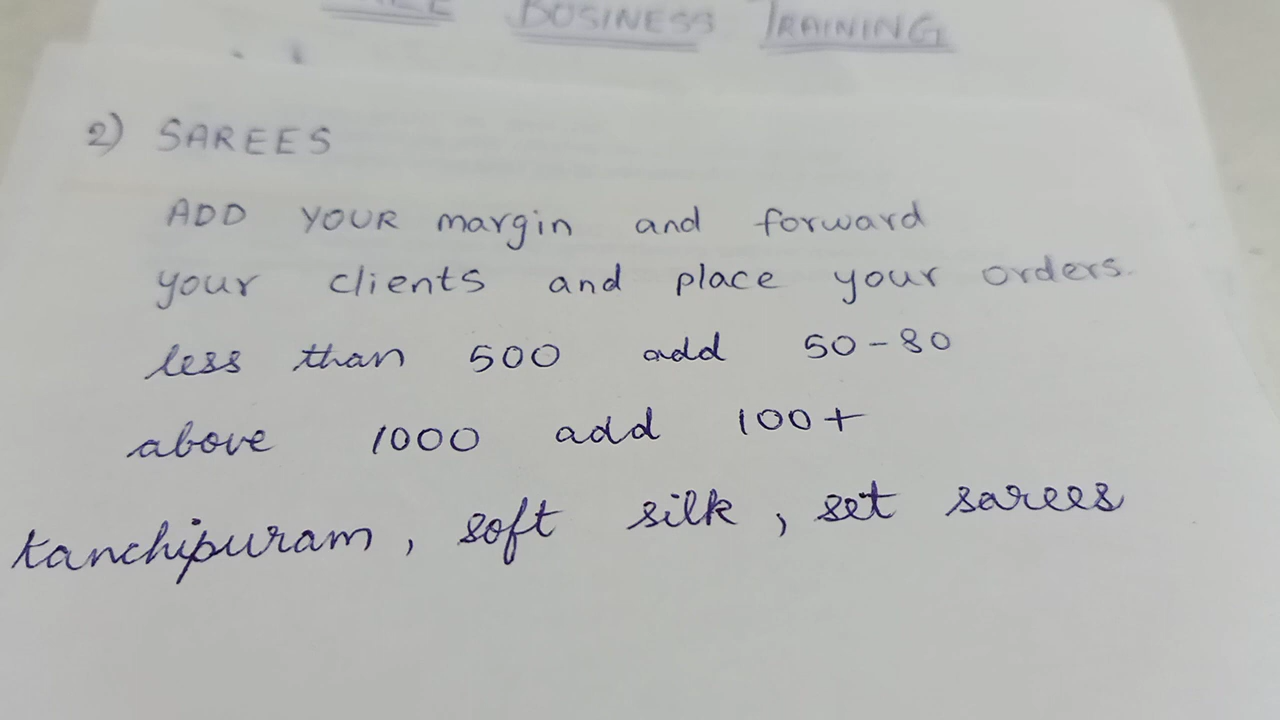 BUSINESS TRAINING
2) SAREES
ADD YOUR margin and forward
your clients and place your orders.
less than 500 add 50-80
above 1000 add 100+
kanchipuram, soft silk, set sarees